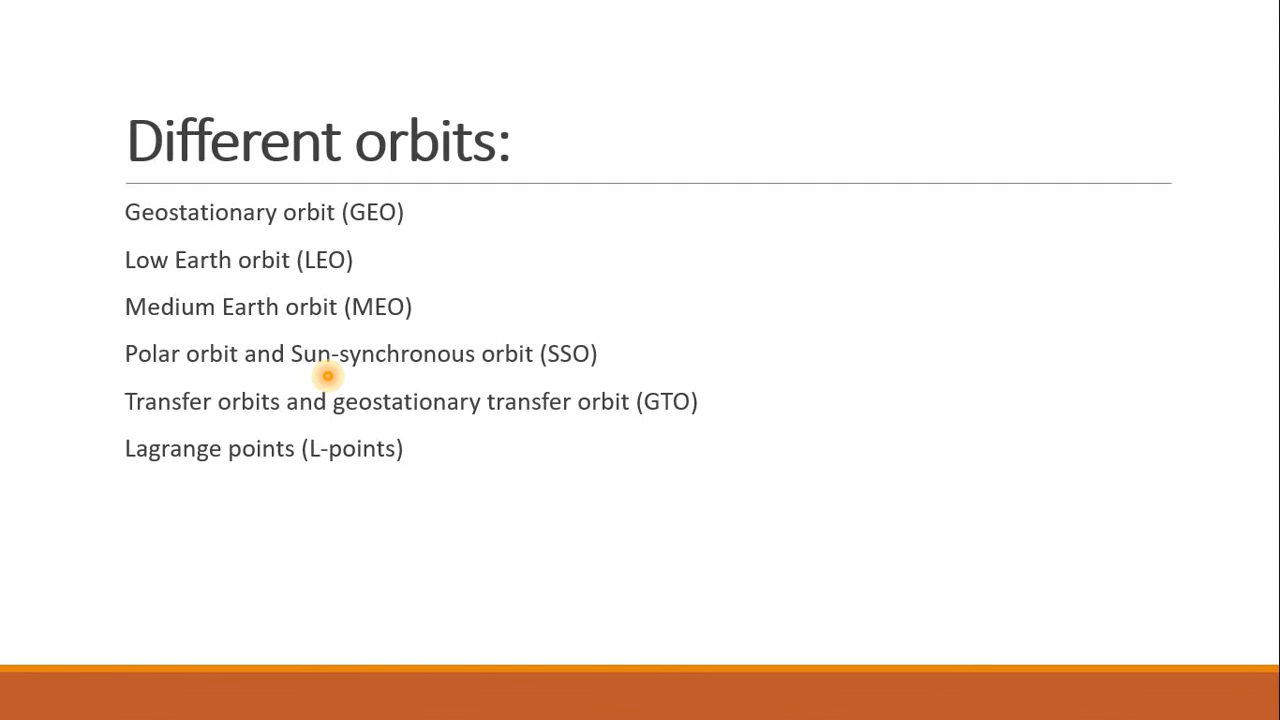 Different orbits:
Geostationary orbit (GEO)
Low Earth orbit (LEO)
Medium Earth orbit (MEO)
Polar orbit and Sun-synchronous orbit (SSO)
Transfer orbits and geostationary transfer orbit (GTO)
Lagrange points (L-points)